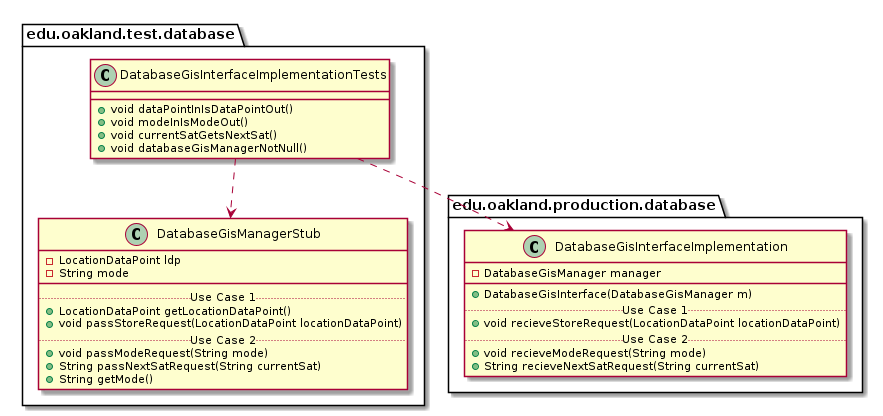 edu.oakland.test.database
C DatabaseGisInterfaceImplementationTests
void dataPointInIsDataPointOut()
void modeInIsModeOut()
void currentSatGetsNextSat()
void databaseGisManagerNotNull()
C DatabaseGisManagerStub
LocationDataPoint ldp
String mode
Use Case 1
LocationDataPoint getLocationDataPoint()
void passStoreRequest(LocationDataPoint locationDataPoint)
Use Case 2
void passModeRequest(String mode)
String passNextSatRequest(String currentSat)
String getMode()
edu.oakland.production.database
C DatabaseGisInterfaceImplementation
DatabaseGisManager manager
DatabaseGisInterface(DatabaseGisManager m)
Use Case 1
void recieveStoreRequest(LocationDataPoint locationDataPoint)
Use Case 2
void recieveModeRequest(String mode)
String recieveNextSatRequest(String currentSat)